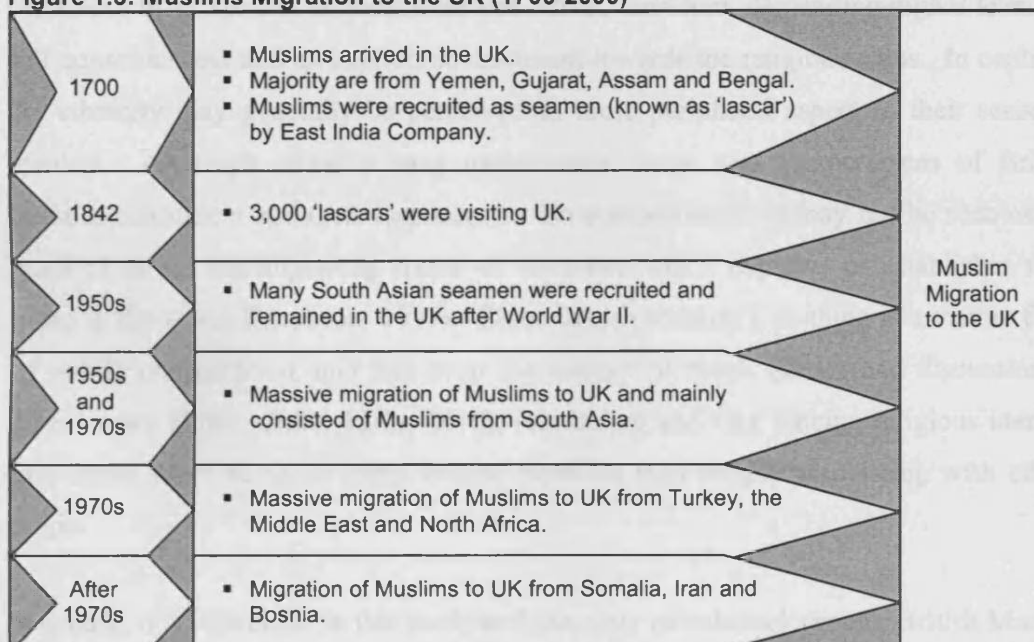 Figure 1.3: Muslims Migration to the UK (1700-2000)
1700
▪ Muslims arrived in the UK.
▪ Majority are from Yemen, Gujarat, Assam and Bengal.
▪ Muslims were recruited as seamen (known as 'lascar')
by East India Company.
1842
▪ 3,000 'lascars' were visiting UK.
1950s
▪ Many South Asian seamen were recruited and
remained in the UK after World War II.
1950s
and
1970s
▪ Massive migration of Muslims to UK and mainly
consisted of Muslims from South Asia.
1970s
▪ Massive migration of Muslims to UK from Turkey, the
Middle East and North Africa.
After
1970s
▪ Migration of Muslims to UK from Somalia, Iran and
Bosnia.
Muslim
Migration
to the UK